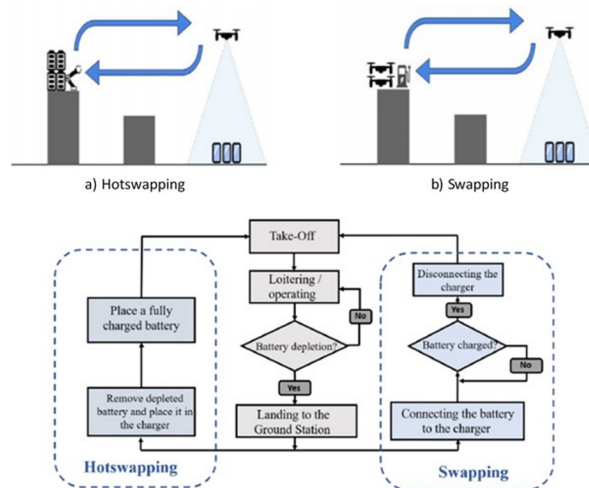 a) Hotswapping
b) Swapping
Take-Off
Loitering /
operating
No
Battery depletion?
Yes
Landing to the
Ground Station
Place a fully
charged battery
Remove depleted
battery and place it in
the charger
Hotswapping
Disconnecting the
charger
Yes
Battery charged?
No
Connecting the battery
to the charger
Swapping